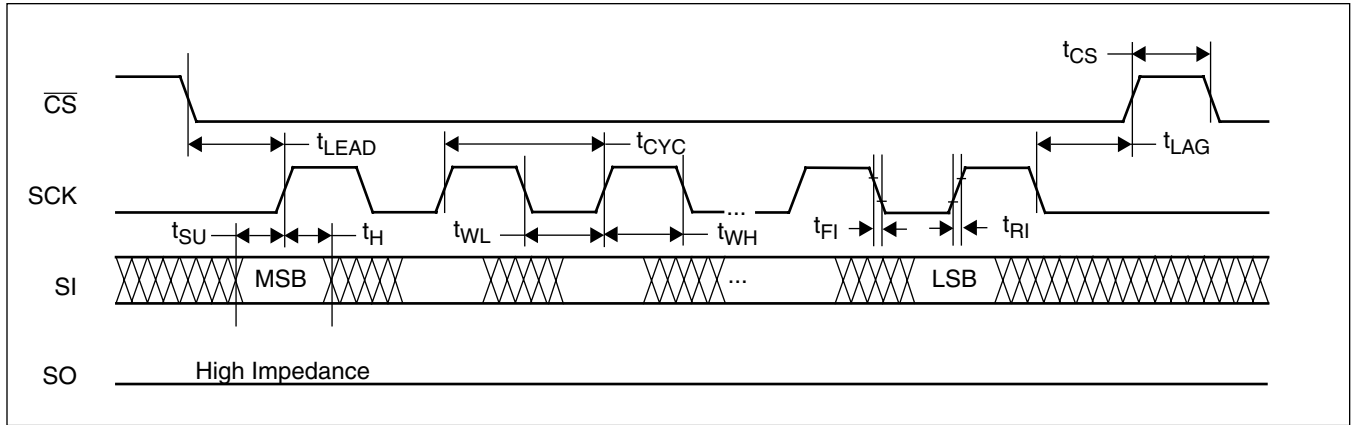 tCS
CS
tLEAD
tCYC
tLAG
SCK
...
tSU
tH
tWL
tWH
tFI
tRI
SI
MSB
...
LSB
SO
High Impedance